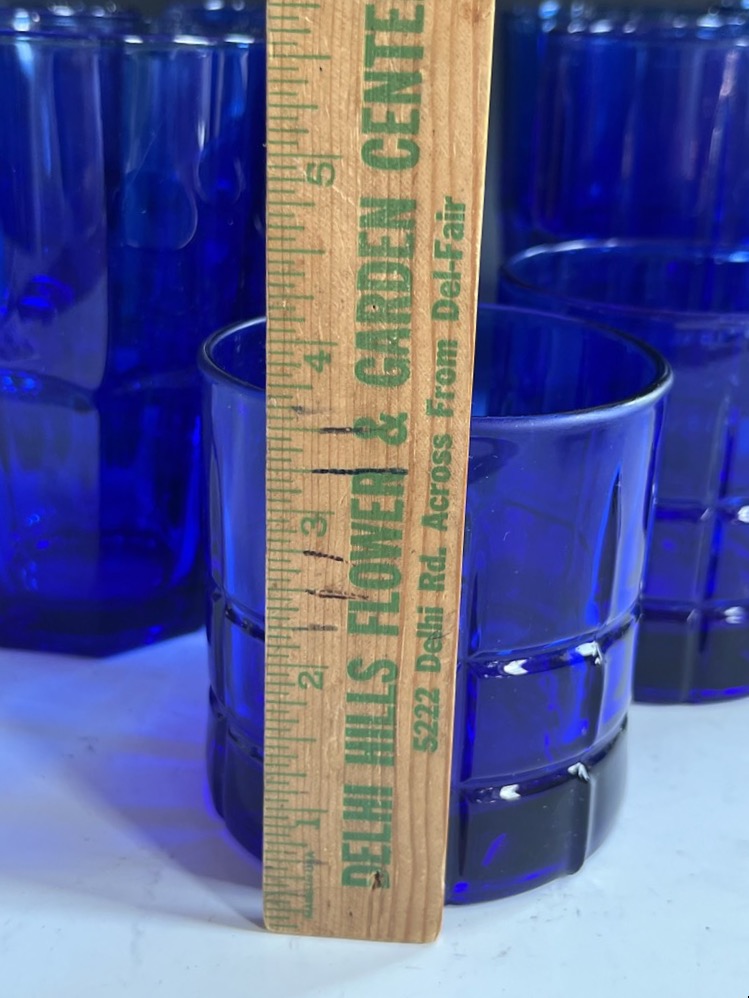 DELHI HILLS FLOWER & GARDEN CENTE
5222 Delhi Rd. Across From Del-Fair
1
2
3
4
5